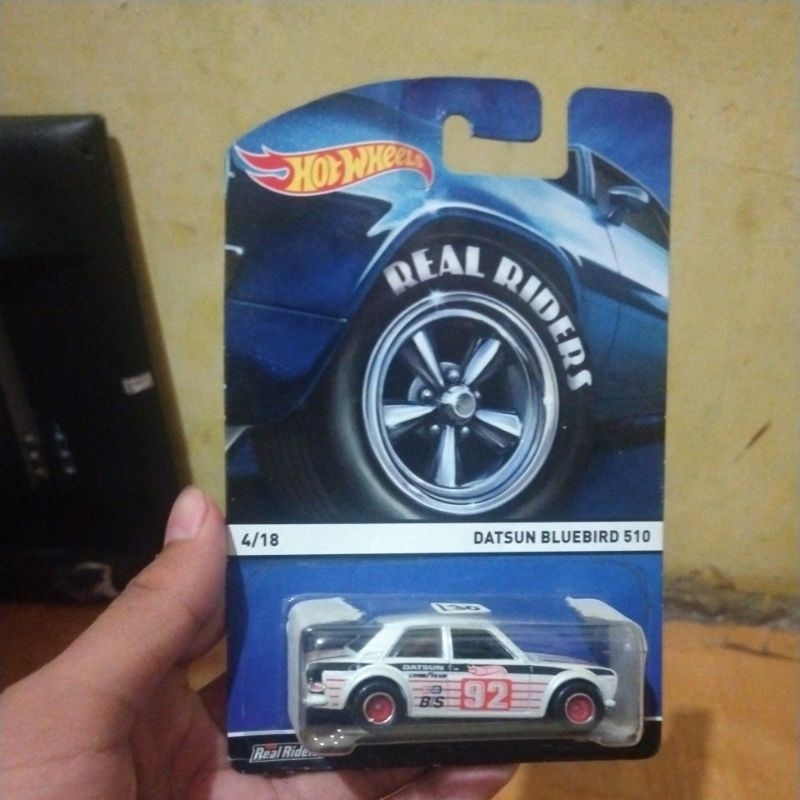 HOT WHEELS
REAL RIDERS
4/18
DATSUN BLUEBIRD 510
DATSUN
GOODYEAR
92
BS
Real Riders